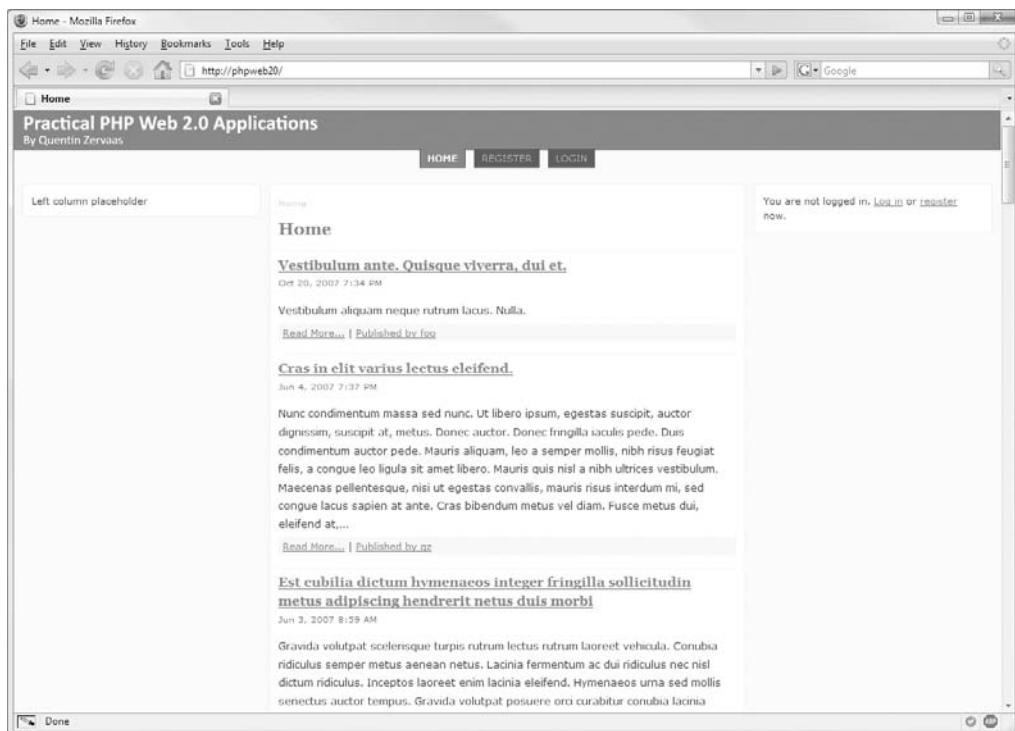 Home - Mozilla Firefox
File Edit View History Bookmarks Tools Help
http://phpweb20/
Google
Home
Practical PHP Web 2.0 Applications
By Quentin Zervaas
HOME REGISTER LOGIN
Left column placeholder
Home
Home
Vestibulum ante. Quisque viverra, dui et.
Oct 20, 2007 7:34 PM
Vestibulum aliquam neque rutrum lacus. Nulla.
Read More... | Published by foo
Cras in elit varius lectus eleifend.
Jun 4, 2007 7:37 PM
Nunc condimentum massa sed nunc. Ut libero ipsum, egestas suscipit, auctor
dignissim, suscipit at, metus. Donec auctor. Donec fringilla iaculis pede. Duis
condimentum auctor pede. Mauris aliquam, leo a semper mollis, nibh risus feugiat
felis, a congue leo ligula sit amet libero. Mauris quis nisl a nibh ultrices vestibulum.
Maecenas pellentesque, nisi ut egestas convallis, mauris risus interdum mi, sed
congue lacus sapien at ante. Cras bibendum metus vel diam. Fusce metus dui,
eleifend at,...
Read More... | Published by qz
Est cubilia dictum hymenaeos integer fringilla sollicitudin
metus adipiscing hendrerit netus duis morbi
Jun 3, 2007 8:59 AM
Gravida volutpat scelerisque turpis rutrum lectus rutrum laoreet vehicula. Conubia
ridiculus semper metus aenean netus. Lacinia fermentum ac dui ridiculus nec nisl
dictum ridiculus. Inceptos laoreet enim lacinia eleifend. Hymenaeos urna sed mollis
senectus auctor tempus. Gravida volutpat posuere orci curabitur conubia lacinia
You are not logged in. Log in or register
now.
Done
ABP